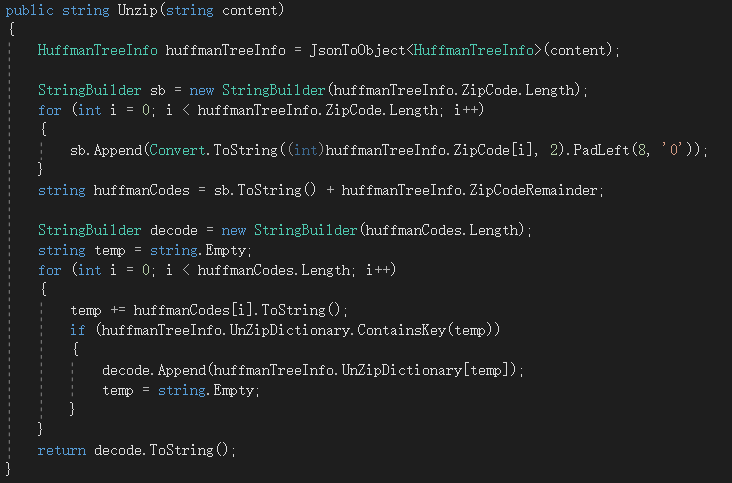 public string Unzip(string content)
{
HuffmanTreeInfo huffmanTreeInfo = JsonToObject<HuffmanTreeInfo>(content);
StringBuilder sb = new StringBuilder(huffmanTreeInfo.ZipCode.Length);
for (int i = 0; i < huffmanTreeInfo.ZipCode.Length; i++)
{
sb.Append(Convert.ToString((int)huffmanTreeInfo.ZipCode[i], 2).PadLeft(8, '0'));
}
string huffmanCodes = sb.ToString() + huffmanTreeInfo.ZipCodeRemainder;
StringBuilder decode = new StringBuilder(huffmanCodes.Length);
string temp = string.Empty;
for (int i = 0; i < huffmanCodes.Length; i++)
{
temp += huffmanCodes[i].ToString();
if (huffmanTreeInfo.UnZipDictionary.ContainsKey(temp))
{
decode.Append(huffmanTreeInfo.UnZipDictionary[temp]);
temp = string.Empty;
}
}
return decode.ToString();
}